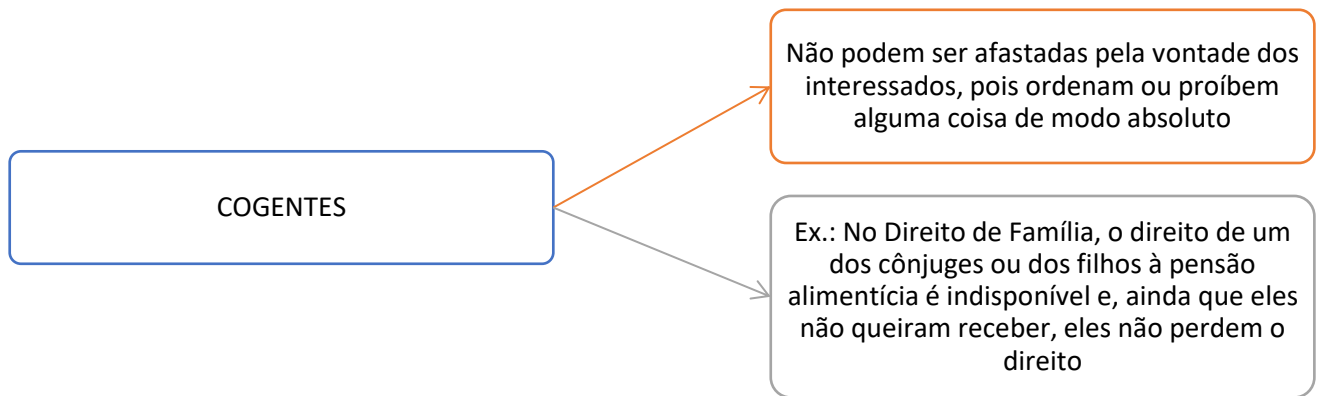 COGENTES
Não podem ser afastadas pela vontade dos
interessados, pois ordenam ou proíbem
alguma coisa de modo absoluto
Ex.: No Direito de Família, o direito de um
dos cônjuges ou dos filhos à pensão
alimentícia é indisponível e, ainda que eles
não queiram receber, eles não perdem o
direito